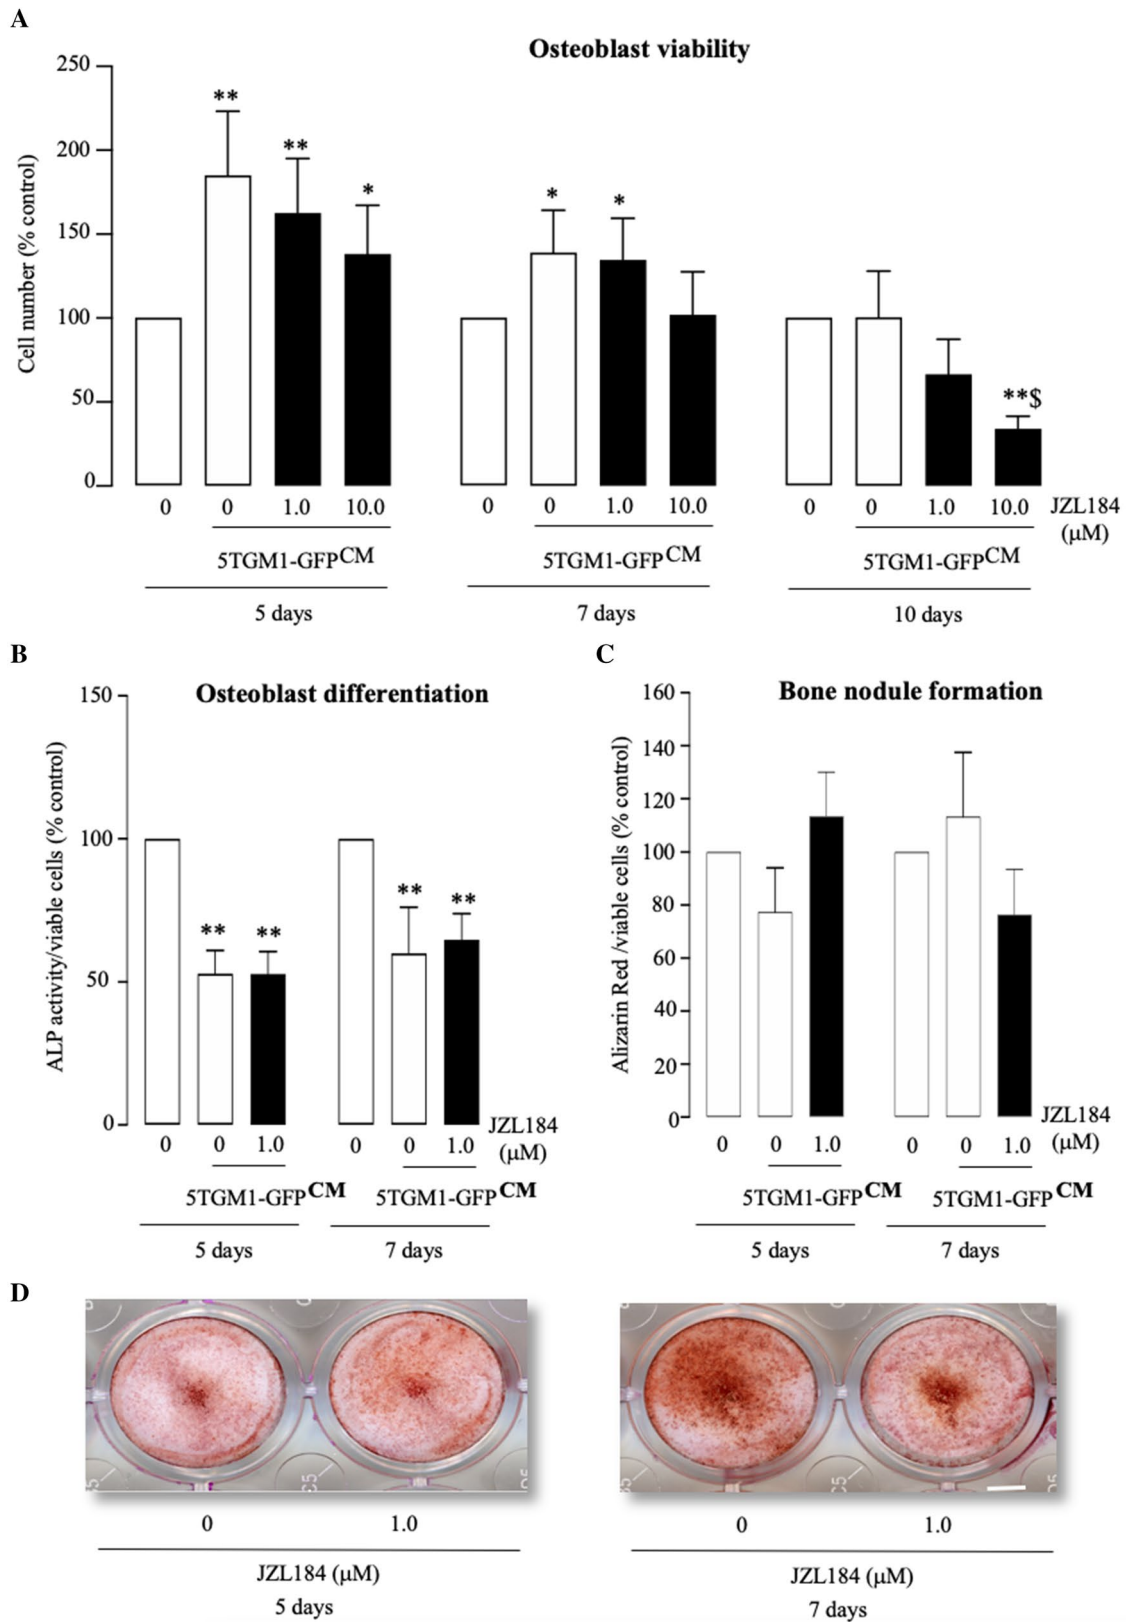 A
Osteoblast viability
Cell number (% control)
250
200
150
100
50
0
**
**
*
*
*
**$
0 0 1.0 10.0 0 0 1.0 10.0 0 0 1.0 10.0 JZL184
(μM)
5TGM1-GFPCM 5TGM1-GFPCM 5TGM1-GFPCM
5 days 7 days 10 days
B
Osteoblast differentiation
ALP activity/viable cells (% control)
150
100
50
0
**
**
**
**
JZL184
0 0 1.0 0 0 1.0 (μM)
5TGM1-GFPCM 5TGM1-GFPCM
5 days 7 days
C
Bone nodule formation
Alizarin Red /viable cells (% control)
160
140
120
100
80
60
40
20
0
JZL184
0 0 1.0 0 0 1.0 (μM)
5TGM1-GFPCM 5TGM1-GFPCM
5 days 7 days
D
0 1.0 0 1.0
JZL184 (μM) JZL184 (μM)
5 days 7 days